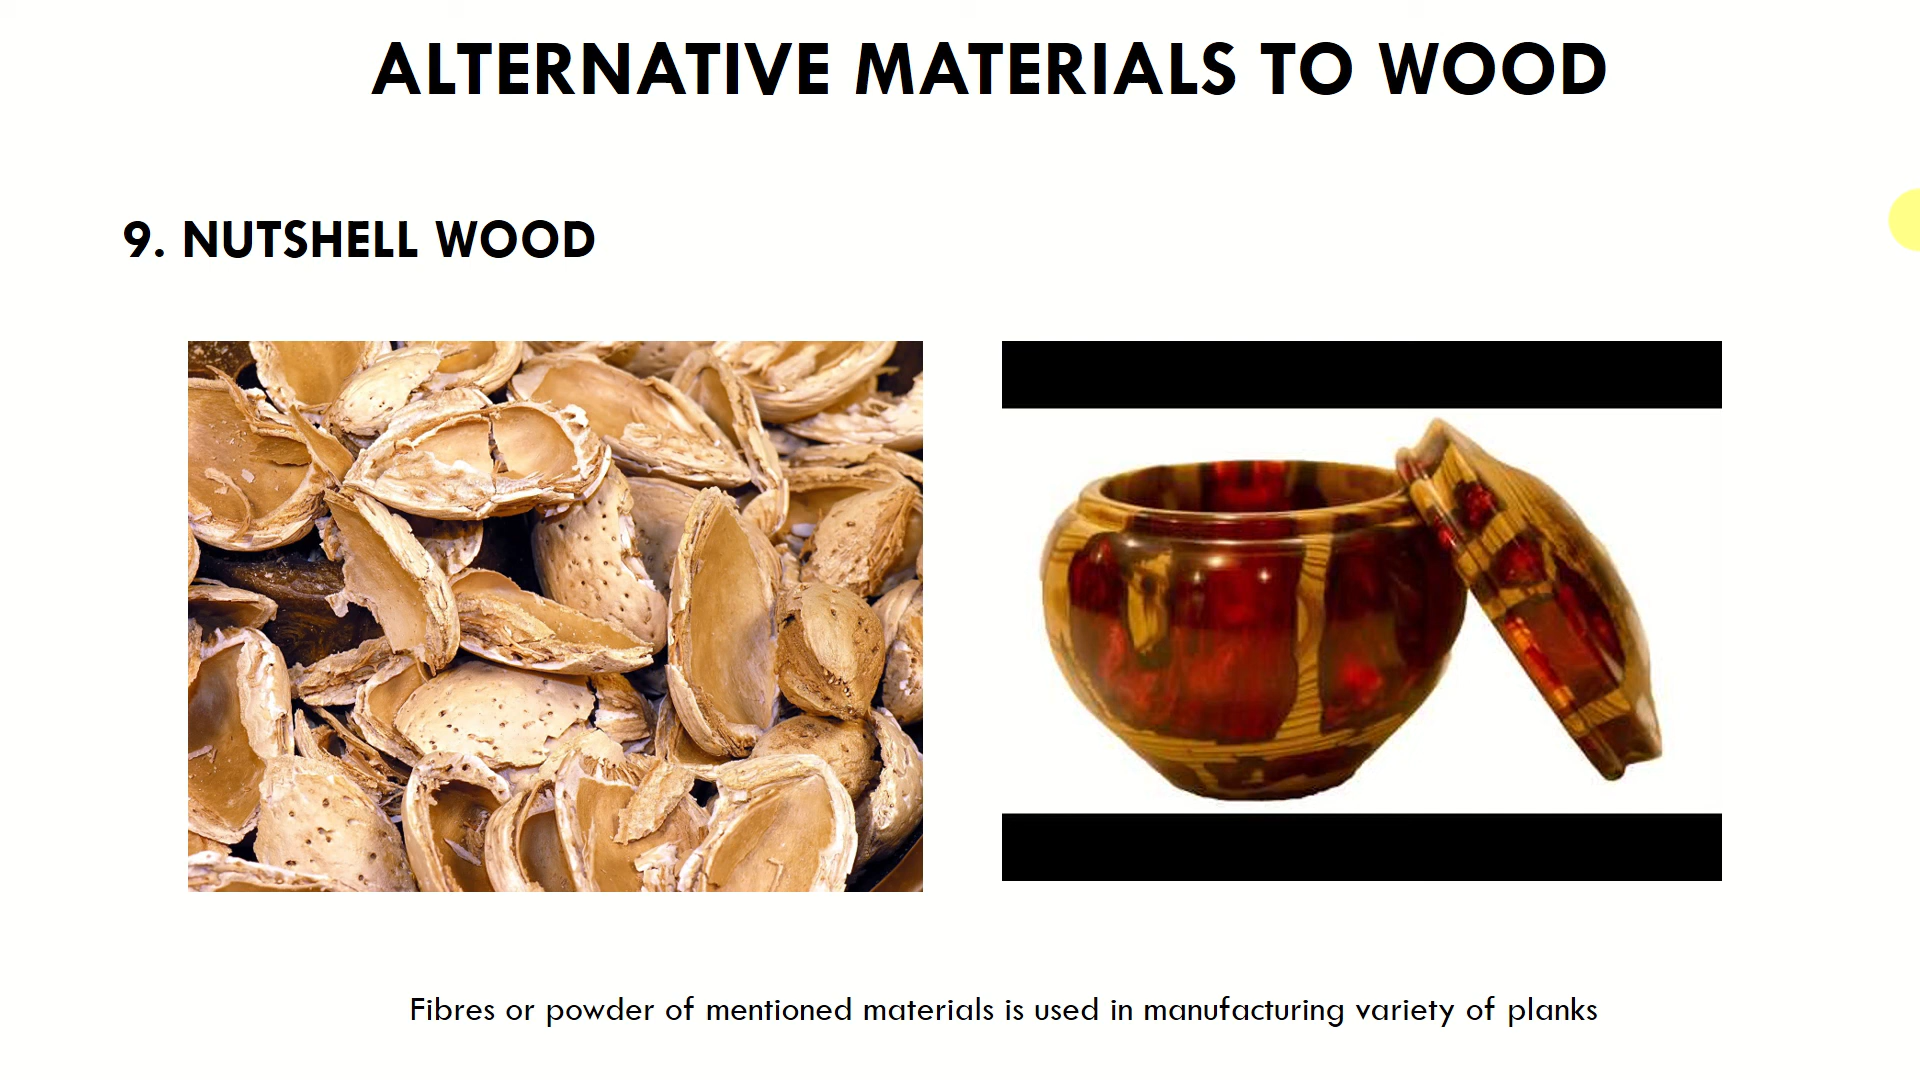 ALTERNATIVE MATERIALS TO WOOD
9. NUTSHELL WOOD
Fibres or powder of mentioned materials is used in manufacturing variety of planks